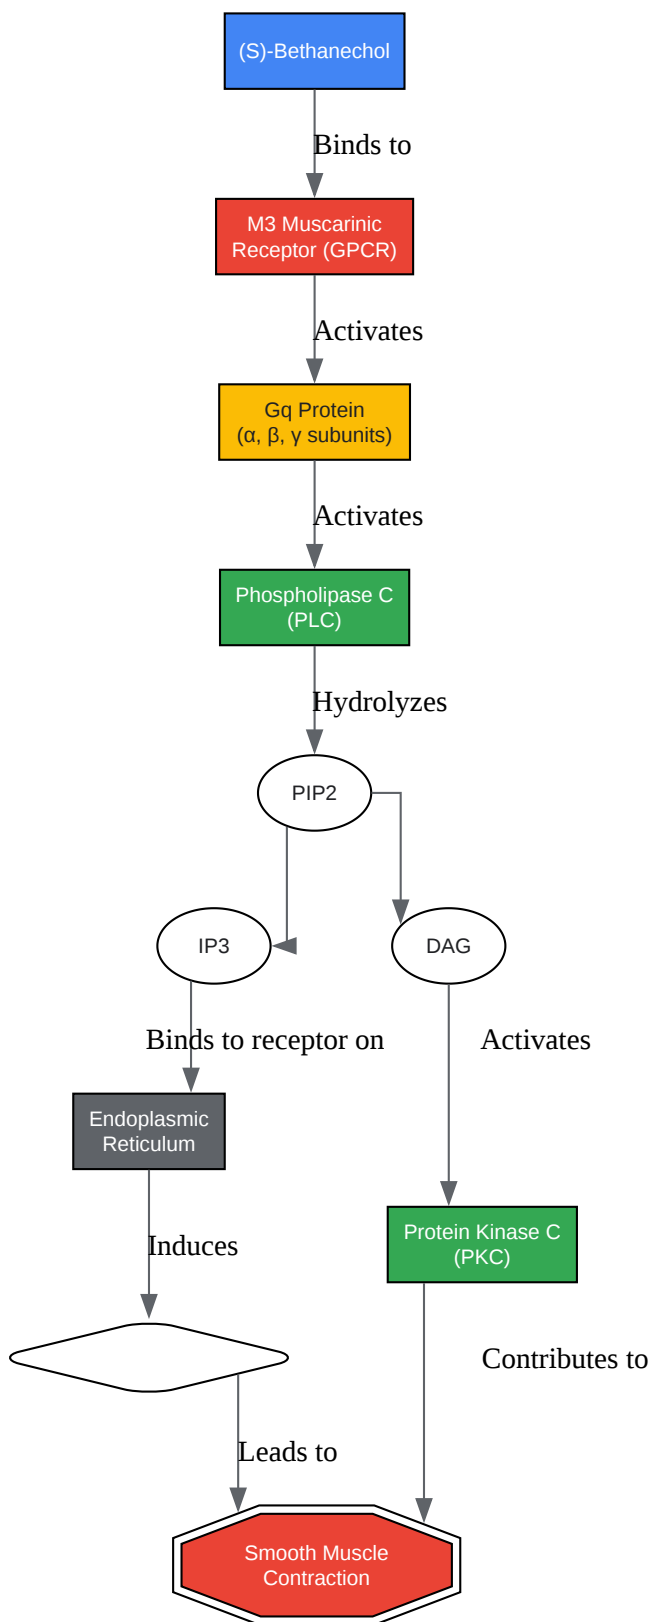 (S)-Bethanechol
Binds to
M3 Muscarinic
Receptor (GPCR)
Activates
Gq Protein
(α, β, γ subunits)
Activates
Phospholipase C
(PLC)
Hydrolyzes
PIP2
IP3
DAG
Binds to receptor on
Activates
Endoplasmic
Reticulum
Induces
Protein Kinase C
(PKC)
Contributes to
Leads to
Smooth Muscle
Contraction